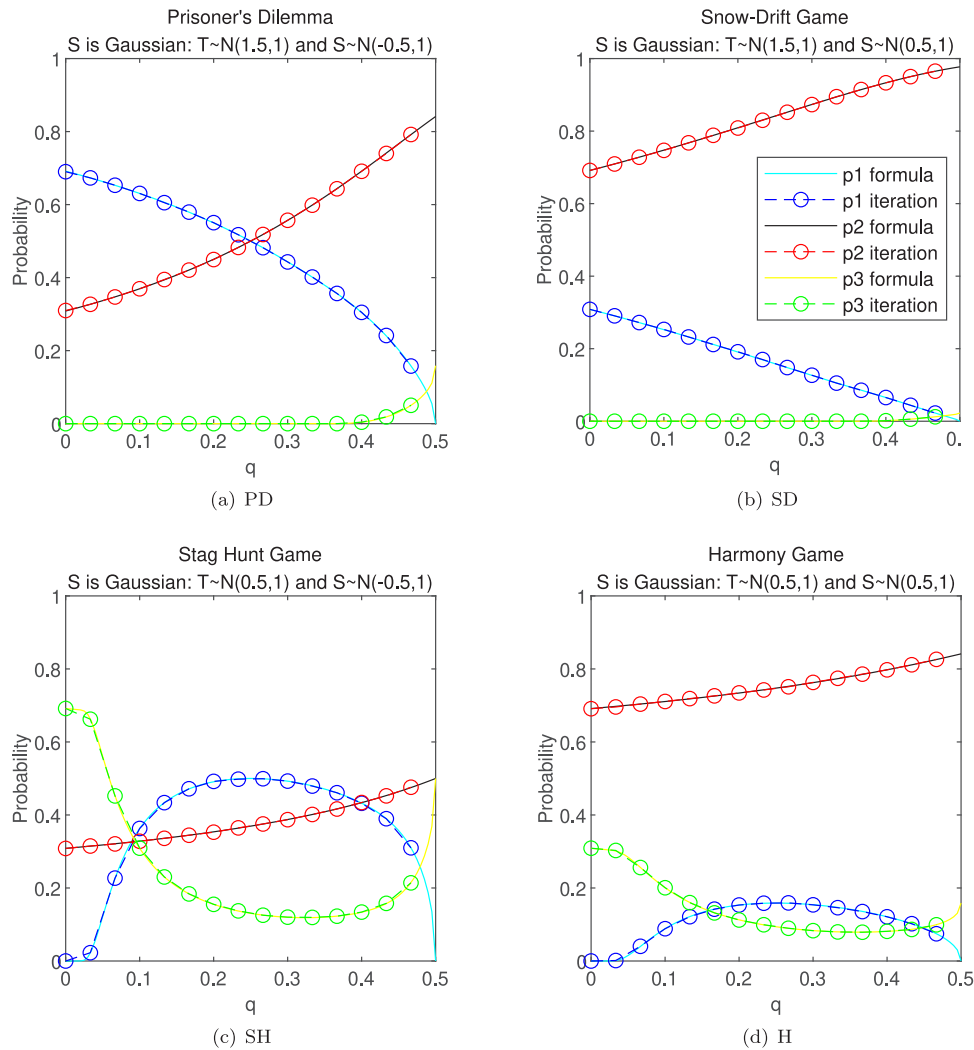 Prisoner's Dilemma
S is Gaussian: T~N(1.5,1) and S~N(-0.5,1)
1
0.8
0.6
0.4
0.2
0
Probability
0
0.1
0.2
0.3
0.4
0.5
q
(a) PD
Snow-Drift Game
S is Gaussian: T~N(1.5,1) and S~N(0.5,1)
1
0.8
0.6
0.4
0.2
0
Probability
p1 formula
p1 iteration
p2 formula
p2 iteration
p3 formula
p3 iteration
0
0.1
0.2
0.3
0.4
0.
q
(b) SD
Stag Hunt Game
S is Gaussian: T~N(0.5,1) and S~N(-0.5,1)
1
0.8
0.6
0.4
0.2
0
Probability
0
0.1
0.2
0.3
0.4
0.5
q
(c) SH
Harmony Game
S is Gaussian: T~N(0.5,1) and S~N(0.5,1)
1
0.8
0.6
0.4
0.2
0
Probability
0
0.1
0.2
0.3
0.4
0.5
q
(d) H